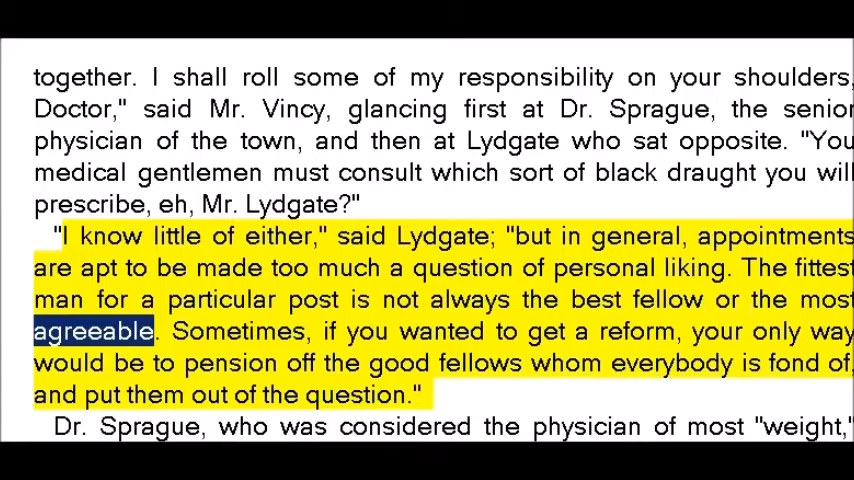 together. I shall roll some of my responsibility on your shoulders,
Doctor," said Mr. Vincy, glancing first at Dr. Sprague, the senior
physician of the town, and then at Lydgate who sat opposite. "You
medical gentlemen must consult which sort of black draught you will
prescribe, eh, Mr. Lydgate?"
"I know little of either," said Lydgate; "but in general, appointments
are apt to be made too much a question of personal liking. The fittest
man for a particular post is not always the best fellow or the most
agreeable. Sometimes, if you wanted to get a reform, your only way
would be to pension off the good fellows whom everybody is fond of,
and put them out of the question."
Dr. Sprague, who was considered the physician of most "weight,"